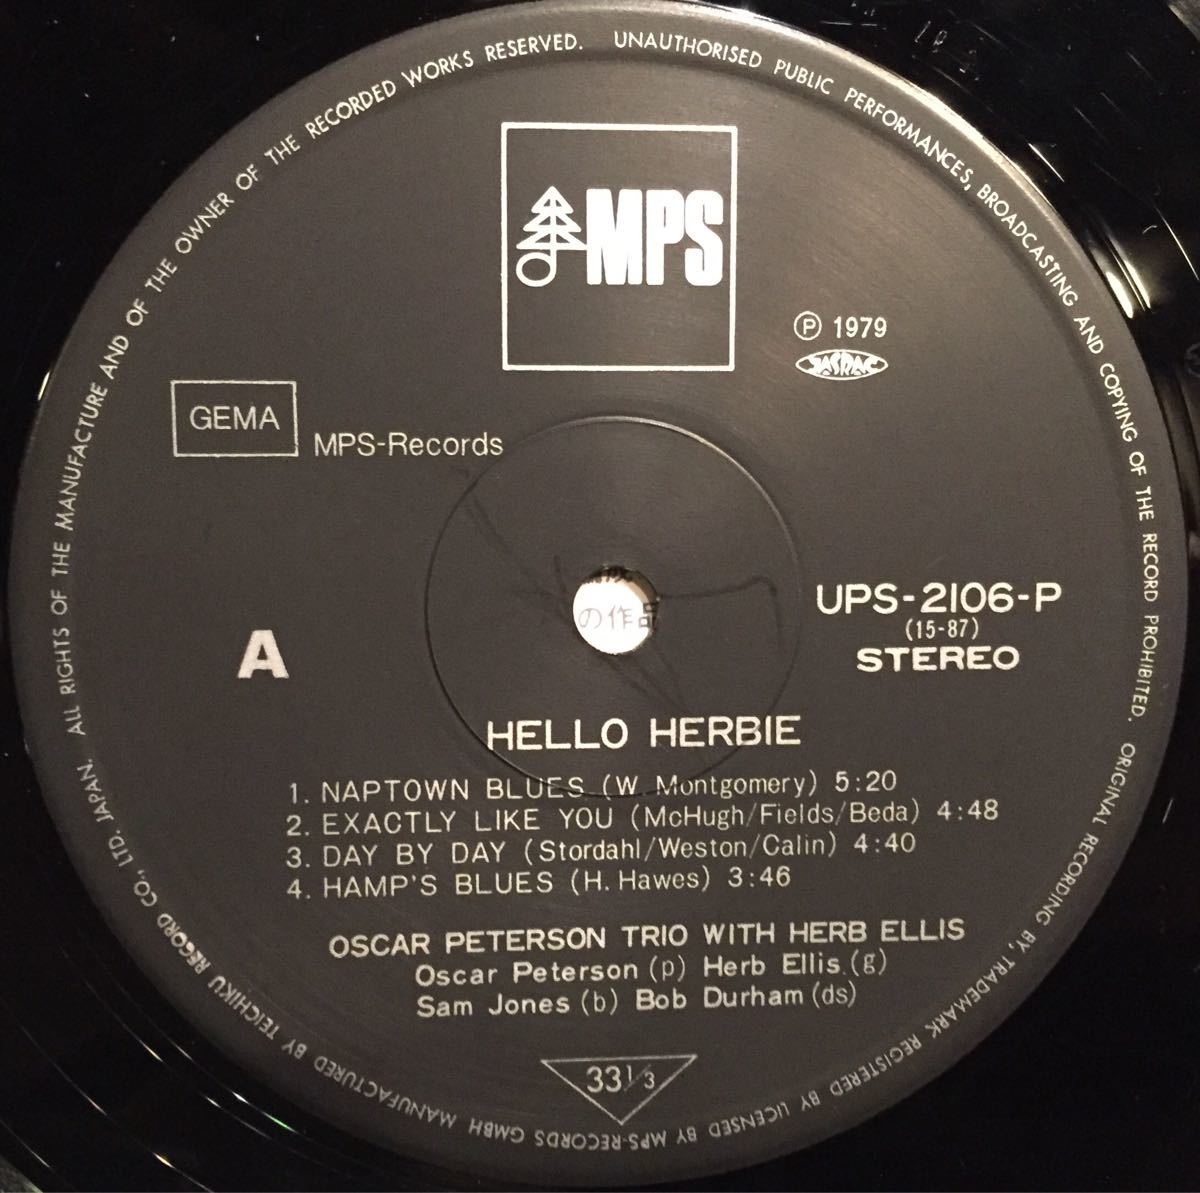 MPS
Ⓟ 1979
JASRAC
GEMA
MPS-Records
UPS-2106-P
(15-87)
STEREO
A
の作品
HELLO HERBIE
1. NAPTOWN BLUES (W. Montgomery) 5:20
2. EXACTLY LIKE YOU (McHugh/Fields/Beda) 4:48
3. DAY BY DAY (Stordahl/Weston/Calin) 4:40
4. HAMP'S BLUES (H. Hawes) 3:46
OSCAR PETERSON TRIO WITH HERB ELLIS
Oscar Peterson (p) Herb Ellis (g)
Sam Jones (b) Bob Durham (ds)
33 1/3
ALL RIGHTS OF THE MANUFACTURE AND OF THE OWNER OF THE RECORDED WORKS RESERVED. UNAUTHORISED PUBLIC PERFORMANCES, BROADCASTING AND COPYING OF THE RECORD PROHIBITED. ORIGINAL RECORDING BY, TRADEMARK REGISTERED BY LICENSED BY MPS-RECORDS GMBH MANUFACTURED BY TEICHIKU RECORD CO., LTD. JAPAN.